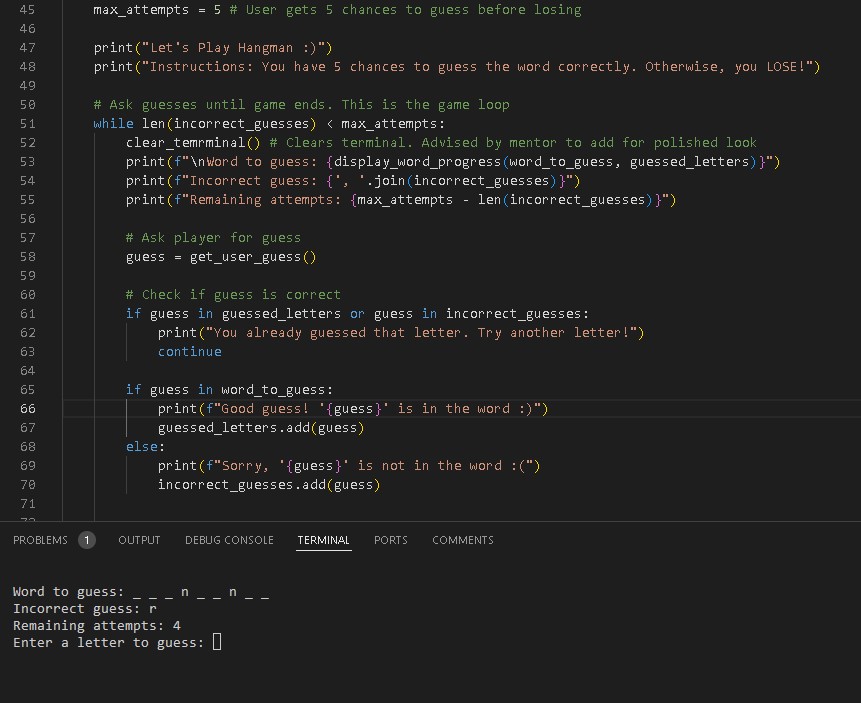 45 max_attempts = 5 # User gets 5 chances to guess before losing
46
47 print("Let's Play Hangman :)")
48 print("Instructions: You have 5 chances to guess the word correctly. Otherwise, you LOSE!")
49
50 # Ask guesses until game ends. This is the game loop
51 while len(incorrect_guesses) < max_attempts:
52 clear_temrminal() # Clears terminal. Advised by mentor to add for polished look
53 print(f"\nWord to guess: {display_word_progress(word_to_guess, guessed_letters)}")
54 print(f"Incorrect guess: {', '.join(incorrect_guesses)}")
55 print(f"Remaining attempts: {max_attempts - len(incorrect_guesses)}")
56
57 # Ask player for guess
58 guess = get_user_guess()
59
60 # Check if guess is correct
61 if guess in guessed_letters or guess in incorrect_guesses:
62 print("You already guessed that letter. Try another letter!")
63 continue
64
65 if guess in word_to_guess:
66 print(f"Good guess! '{guess}' is in the word :)")
67 guessed_letters.add(guess)
68 else:
69 print(f"Sorry, '{guess}' is not in the word :(")
70 incorrect_guesses.add(guess)
71
PROBLEMS 1 OUTPUT DEBUG CONSOLE TERMINAL PORTS COMMENTS
Word to guess: _ _ _ n _ _ n _ _
Incorrect guess: r
Remaining attempts: 4
Enter a letter to guess: